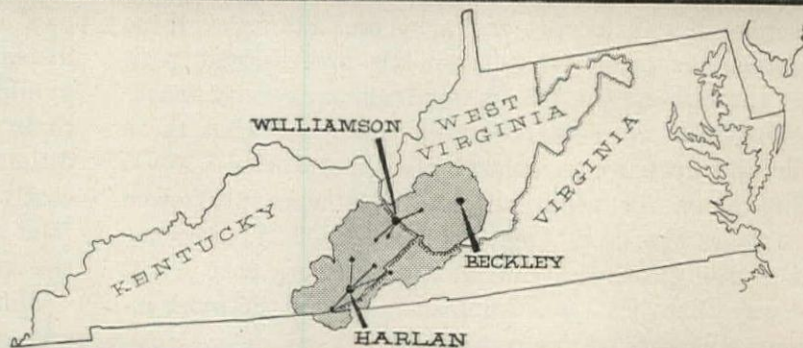 WILLIAMSON
WEST
VIRGINIA
VIRGINIA
KENTUCKY
BECKLEY
HARLAN